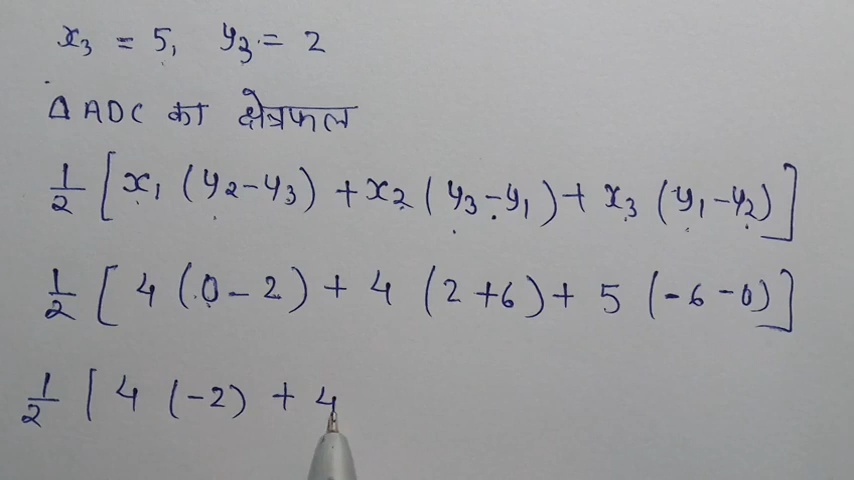 x₃ = 5, y₃ = 2
Δ ADC का क्षेत्रफल
1/2 [x₁ (y₂-y₃) + x₂ (y₃-y₁) + x₃ (y₁-y₂)]
1/2 [4 (0-2) + 4 (2+6) + 5 (-6-0)]
1/2 [4 (-2) + 4